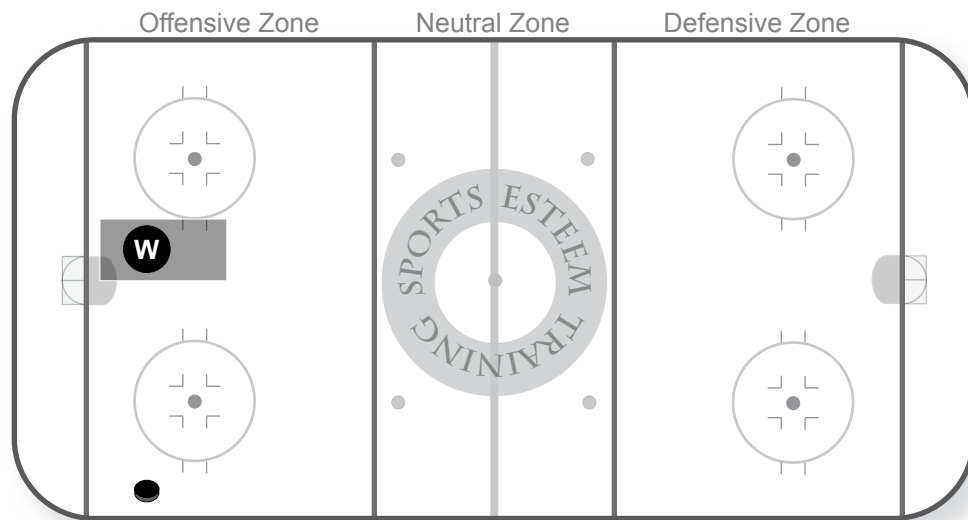 Offensive Zone Neutral Zone Defensive Zone
SPORTS ESTEEM TRAINING
W